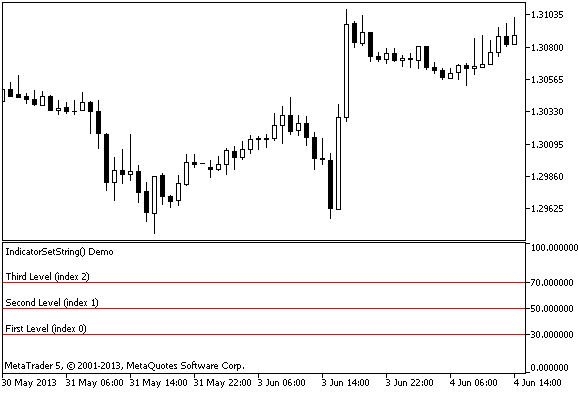 1.31035
1.30800
1.30565
1.30330
1.30095
1.29860
1.29625
IndicatorSetString() Demo
100.000000
Third Level (index 2)
70.000000
Second Level (index 1)
50.000000
First Level (index 0)
30.000000
MetaTrader 5, © 2001-2013, MetaQuotes Software Corp.
0.000000
30 May 2013 31 May 06:00 31 May 14:00 31 May 22:00 3 Jun 06:00 3 Jun 14:00 3 Jun 22:00 4 Jun 06:00 4 Jun 14:00